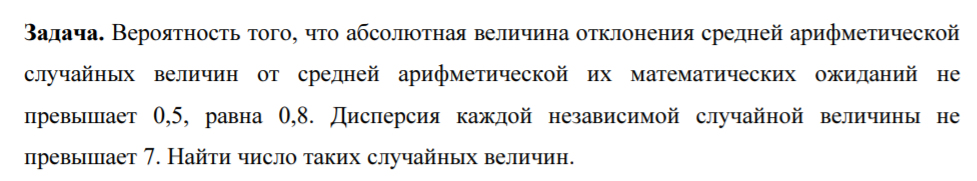 Задача. Вероятность того, что абсолютная величина отклонения средней арифметической
случайных величин от средней арифметической их математических ожиданий не
превышает 0,5, равна 0,8. Дисперсия каждой независимой случайной величины не
превышает 7. Найти число таких случайных величин.